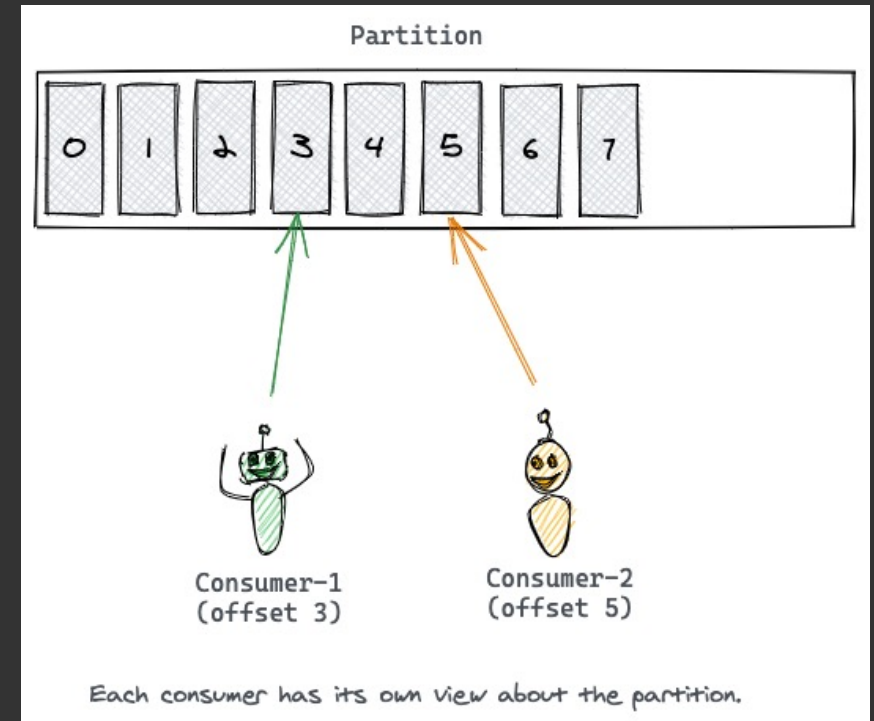 Partition
0 1 2 3 4 5 6 7
Consumer-1
(offset 3)
Consumer-2
(offset 5)
Each consumer has its own view about the partition.